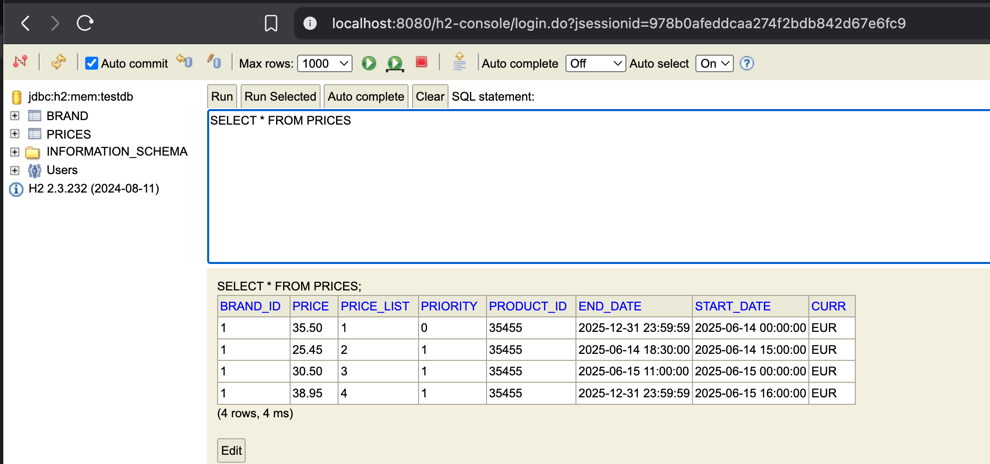 localhost:8080/h2-console/login.do?jsessionid=978b0afeddcaa274f2bdb842d67e6fc9
Auto commit Max rows: 1000 Auto complete Off Auto select On ?
jdbc:h2:mem:testdb
BRAND
PRICES
INFORMATION_SCHEMA
Users
H2 2.3.232 (2024-08-11)
Run Run Selected Auto complete Clear SQL statement:
SELECT * FROM PRICES
SELECT * FROM PRICES;
BRAND_ID PRICE PRICE_LIST PRIORITY PRODUCT_ID END_DATE START_DATE CURR
1 35.50 1 0 35455 2025-12-31 23:59:59 2025-06-14 00:00:00 EUR
1 25.45 2 1 35455 2025-06-14 18:30:00 2025-06-14 15:00:00 EUR
1 30.50 3 1 35455 2025-06-15 11:00:00 2025-06-15 00:00:00 EUR
1 38.95 4 1 35455 2025-12-31 23:59:59 2025-06-15 16:00:00 EUR
(4 rows, 4 ms)
Edit